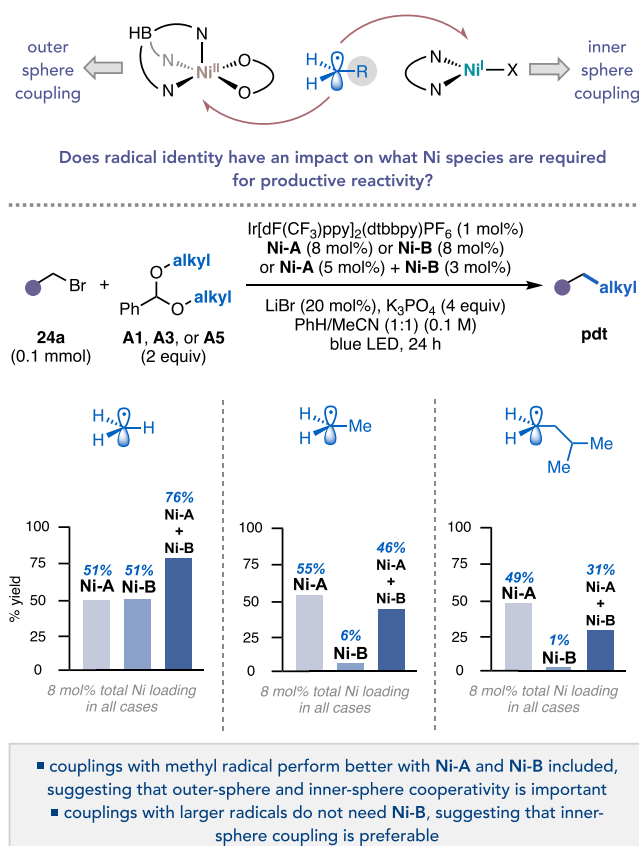 outer
sphere
coupling
HB
N
N
N
Ni^II
O
O
H
H
R
N
N
Ni^I
X
inner
sphere
coupling
Does radical identity have an impact on what Ni species are required
for productive reactivity?
Br
24a
(0.1 mmol)
+
O
alkyl
Ph
O
alkyl
A1, A3, or A5
(2 equiv)
Ir[dF(CF3)ppy]2(dtbbpy)PF6 (1 mol%)
Ni-A (8 mol%) or Ni-B (8 mol%)
or Ni-A (5 mol%) + Ni-B (3 mol%)
LiBr (20 mol%), K3PO4 (4 equiv)
PhH/MeCN (1:1) (0.1 M)
blue LED, 24 h
alkyl
pdt
H
H
H
% yield
100
75
50
25
0
51%
Ni-A
51%
Ni-B
76%
Ni-A
+
Ni-B
8 mol% total Ni loading
in all cases
H
H
Me
100
75
50
25
0
55%
Ni-A
6%
Ni-B
46%
Ni-A
+
Ni-B
8 mol% total Ni loading
in all cases
H
H
Me
Me
100
75
50
25
0
49%
Ni-A
1%
Ni-B
31%
Ni-A
+
Ni-B
8 mol% total Ni loading
in all cases
▪ couplings with methyl radical perform better with Ni-A and Ni-B included,
suggesting that outer-sphere and inner-sphere cooperativity is important
▪ couplings with larger radicals do not need Ni-B, suggesting that inner-
sphere coupling is preferable